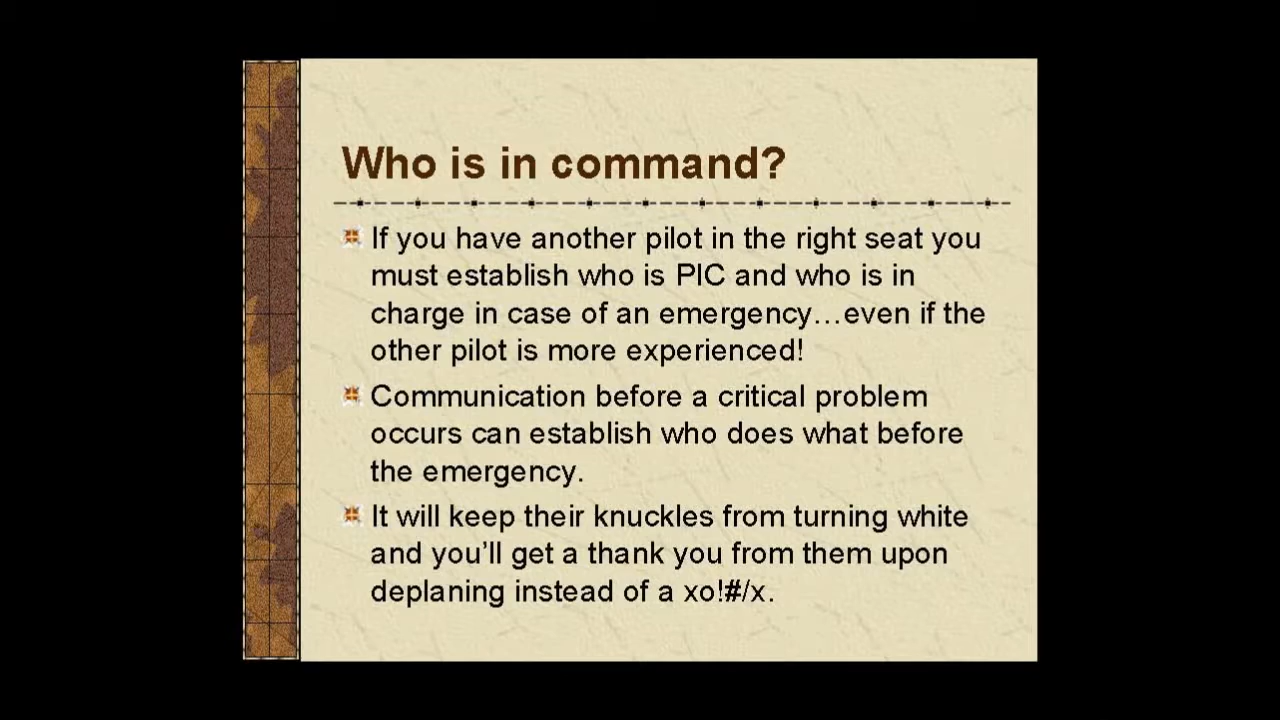 Who is in command?
If you have another pilot in the right seat you
must establish who is PIC and who is in
charge in case of an emergency…even if the
other pilot is more experienced!
Communication before a critical problem
occurs can establish who does what before
the emergency.
It will keep their knuckles from turning white
and you’ll get a thank you from them upon
deplaning instead of a xo!#/x.